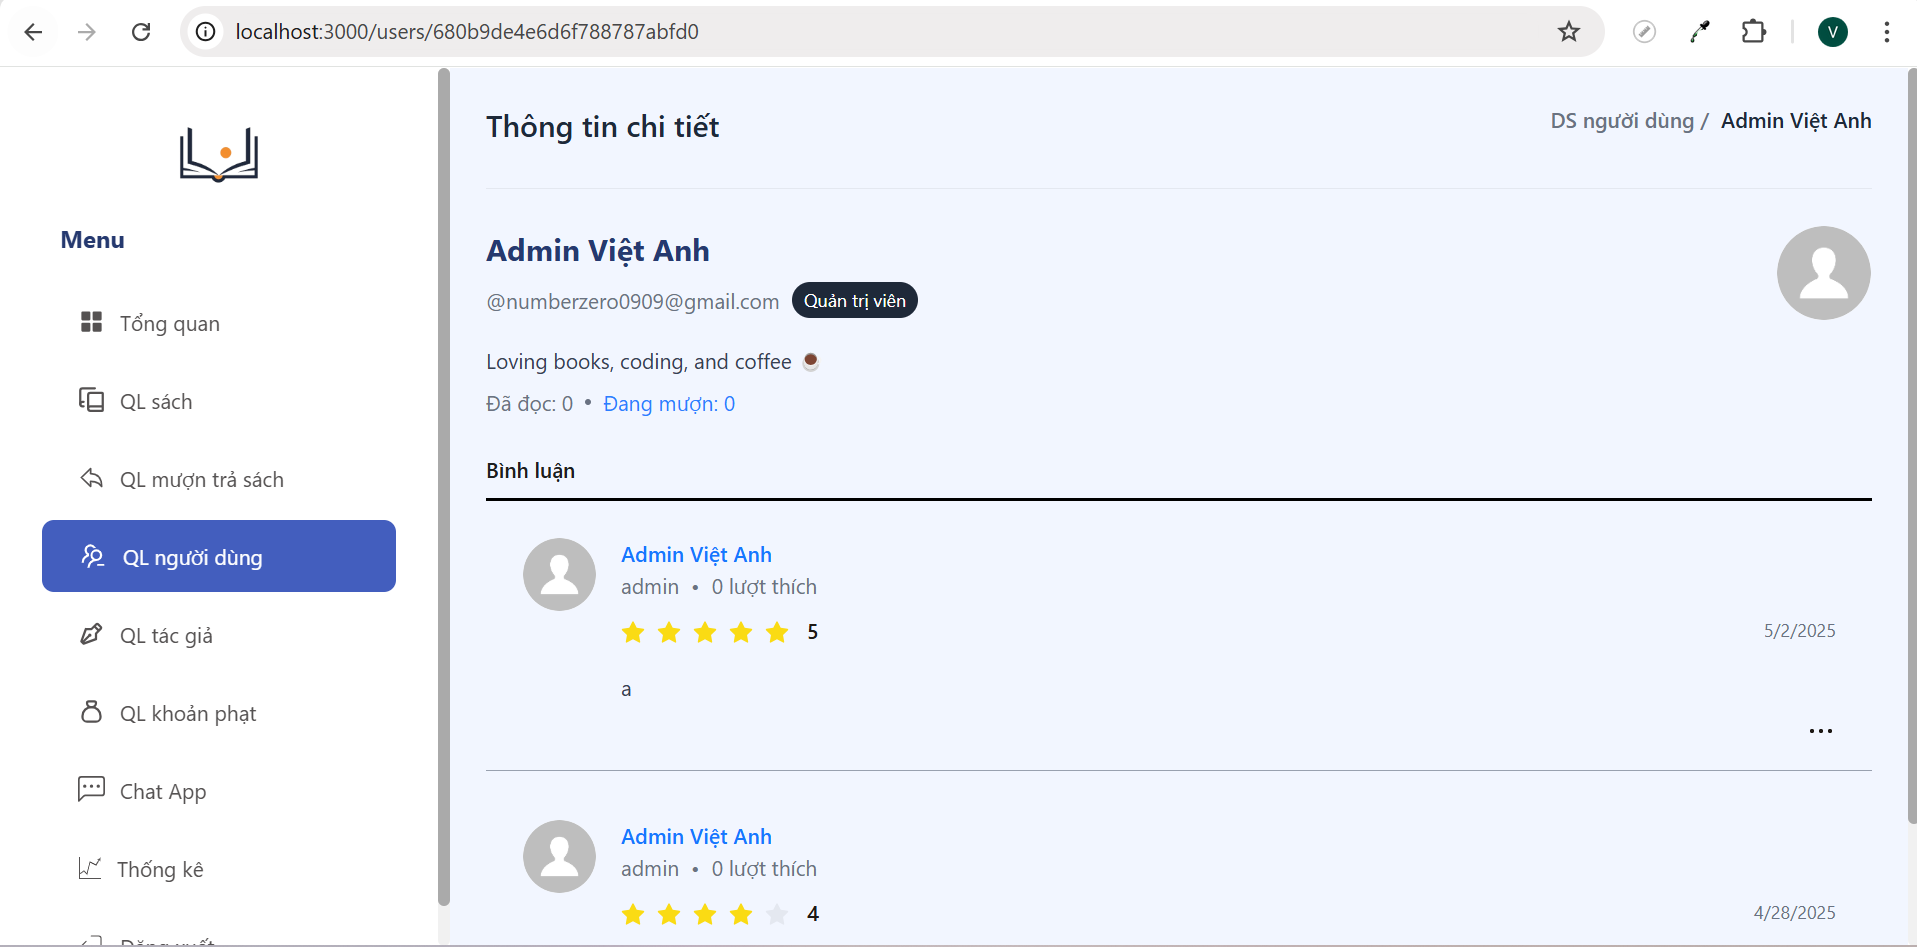 localhost:3000/users/680b9de4e6d6f788787abfd0
V
Menu
Tổng quan
QL sách
QL mượn trả sách
QL người dùng
QL tác giả
QL khoản phạt
Chat App
Thống kê
Đăng xuất
Thông tin chi tiết
DS người dùng / Admin Việt Anh
Admin Việt Anh
@numberzero0909@gmail.com Quản trị viên
Loving books, coding, and coffee ☕
Đã đọc: 0 • Đang mượn: 0
Bình luận
Admin Việt Anh
admin • 0 lượt thích
5
5/2/2025
a
...
Admin Việt Anh
admin • 0 lượt thích
4
4/28/2025